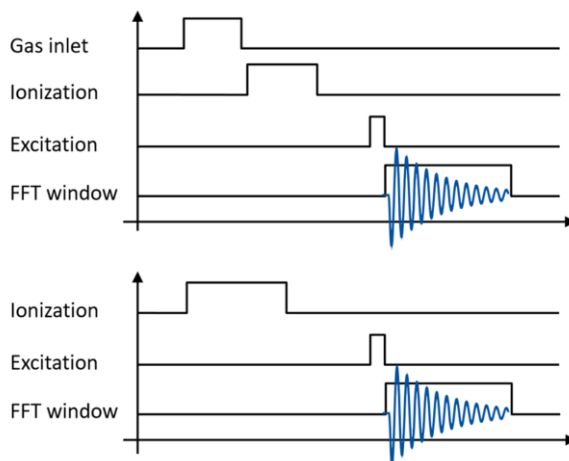 Gas inlet
Ionization
Excitation
FFT window
Ionization
Excitation
FFT window